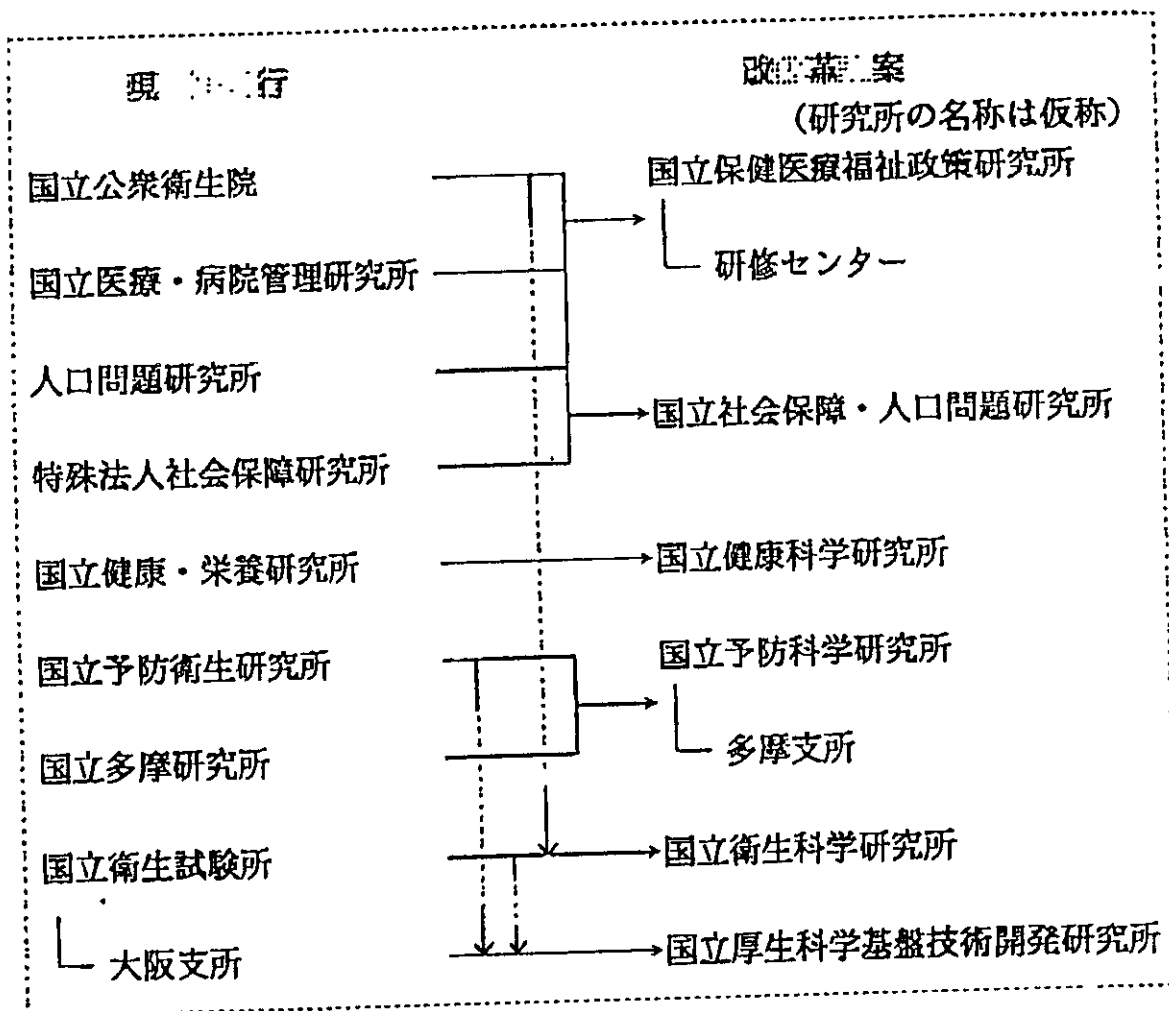 現行
改革案
(研究所の名称は仮称)
国立公衆衛生院
国立保健医療福祉政策研究所
研修センター
国立医療・病院管理研究所
人口問題研究所
国立社会保障・人口問題研究所
特殊法人社会保障研究所
国立健康・栄養研究所
国立健康科学研究所
国立予防衛生研究所
国立予防科学研究所
多摩支所
国立多摩研究所
国立衛生試験所
国立衛生科学研究所
大阪支所
国立厚生科学基盤技術開発研究所